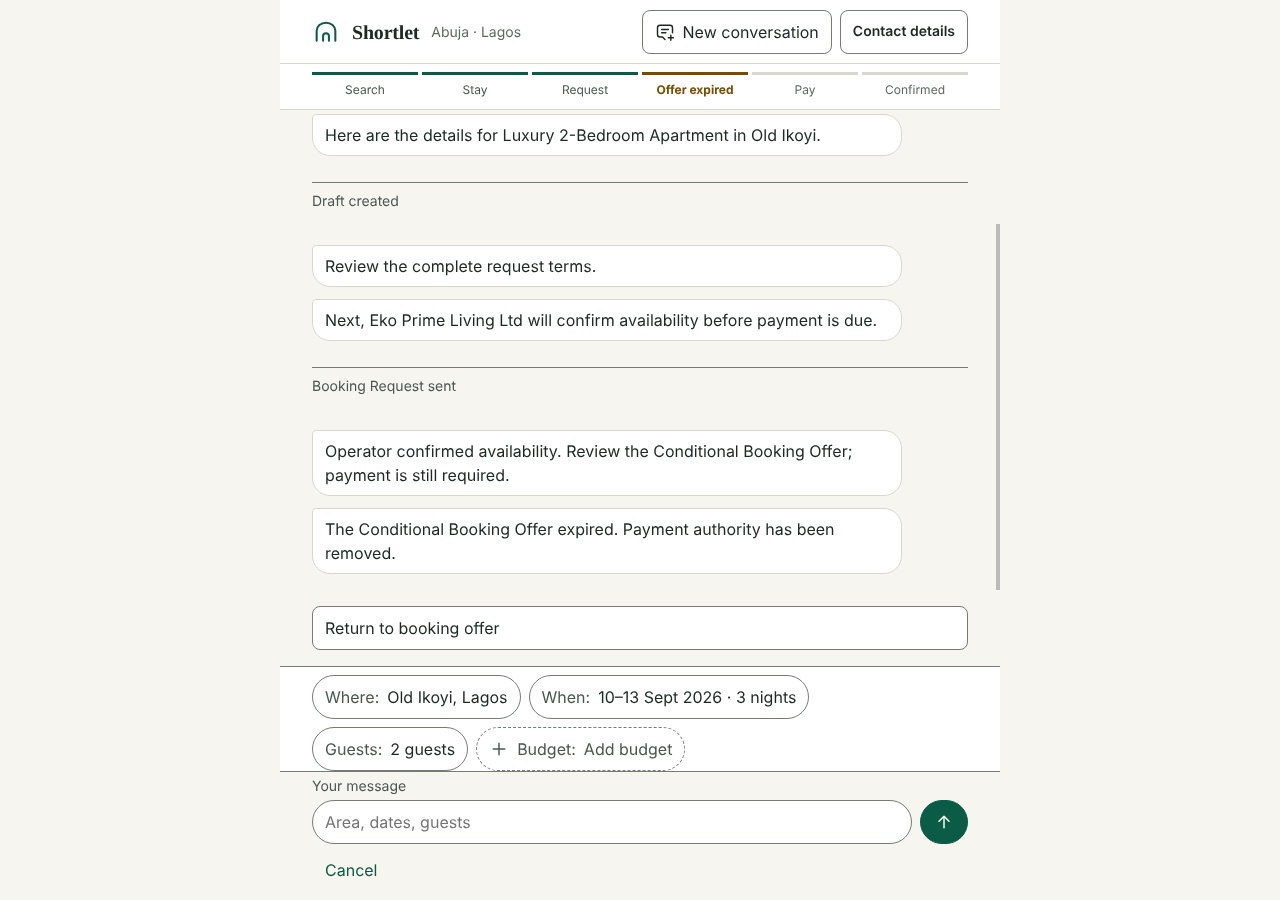 Shortlet Abuja · Lagos
New conversation
Contact details
Search
Stay
Request
Offer expired
Pay
Confirmed
Here are the details for Luxury 2-Bedroom Apartment in Old Ikoyi.
Draft created
Review the complete request terms.
Next, Eko Prime Living Ltd will confirm availability before payment is due.
Booking Request sent
Operator confirmed availability. Review the Conditional Booking Offer;
payment is still required.
The Conditional Booking Offer expired. Payment authority has been
removed.
Return to booking offer
Where: Old Ikoyi, Lagos
When: 10–13 Sept 2026 · 3 nights
Guests: 2 guests
Budget: Add budget
Your message
Area, dates, guests
Cancel